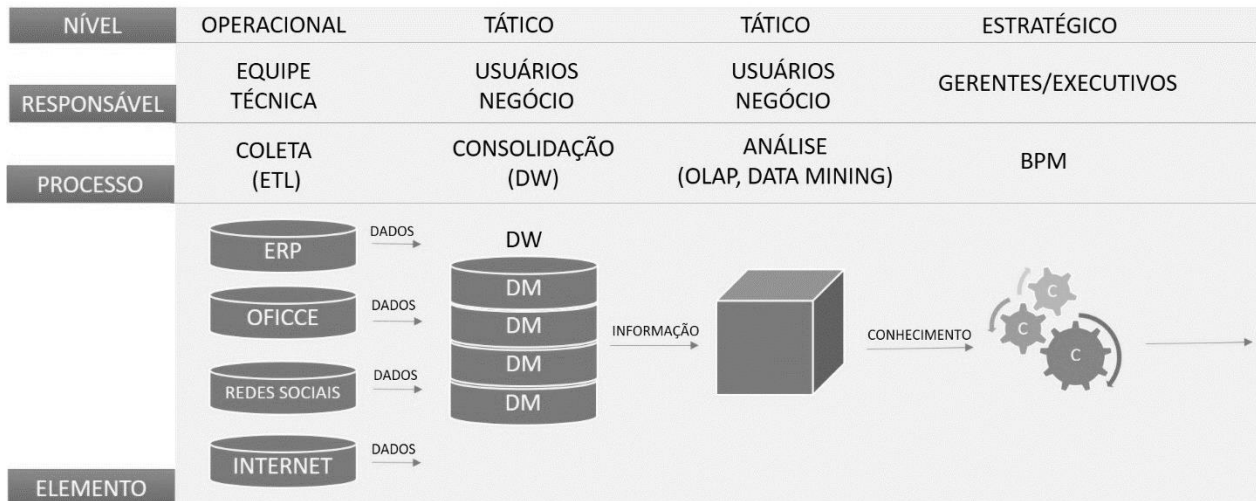 NÍVEL OPERACIONAL TÁTICO TÁTICO ESTRATÉGICO
RESPONSÁVEL
EQUIPE
TÉCNICA
USUÁRIOS
NEGÓCIO
USUÁRIOS
NEGÓCIO
GERENTES/EXECUTIVOS
PROCESSO
COLETA
(ETL)
CONSOLIDAÇÃO
(DW)
ANÁLISE
(OLAP, DATA MINING)
BPM
ELEMENTO
ERP
DADOS
OFICCE
DADOS
REDES SOCIAIS
DADOS
INTERNET
DADOS
DW
DM
DM
DM
DM
INFORMAÇÃO
CONHECIMENTO
C
C
C